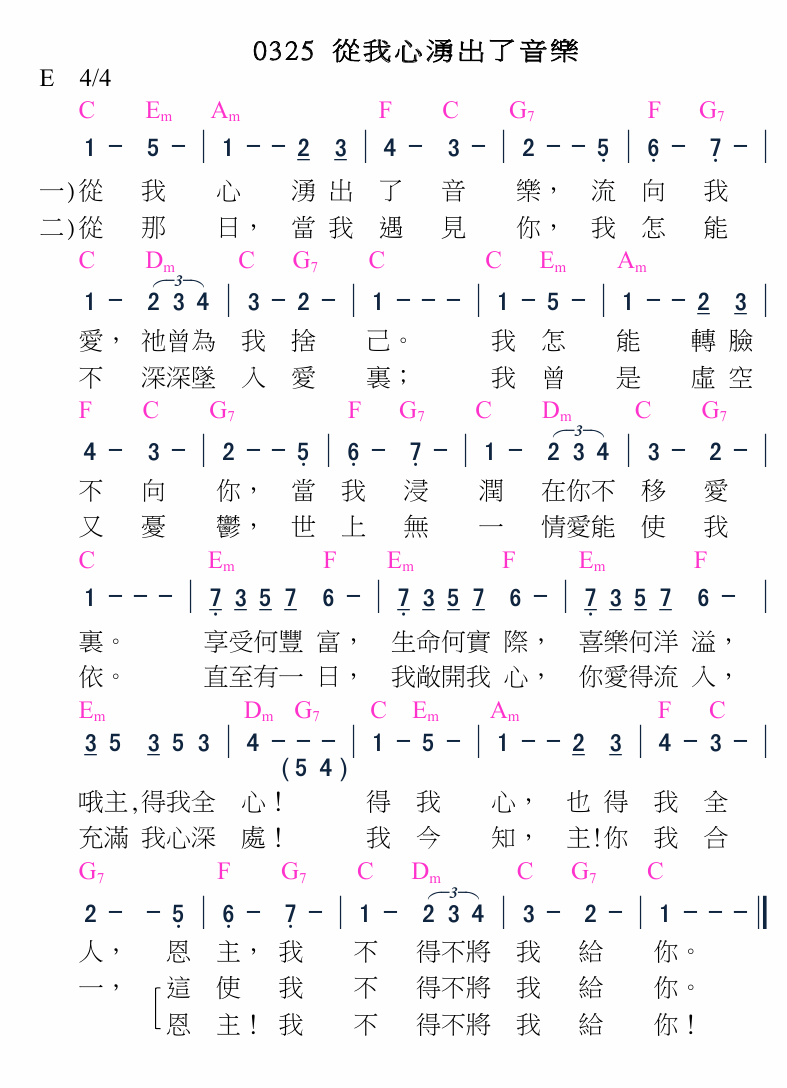 0325 從我心湧出了音樂
E 4/4
C Em Am F C G7 F G7
1 - 5 - | 1 - - 2 3 | 4 - 3 - | 2 - - 5 | 6 - 7 - |
一)從 我 心 湧 出 了 音 樂， 流 向 我
二)從 那 日， 當 我 遇 見 你， 我 怎 能
C Dm C G7 C C Em Am
3
1 - 2 3 4 | 3 - 2 - | 1 - - - | 1 - 5 - | 1 - - 2 3 |
愛， 祂曾為 我 捨 己。 我 怎 能 轉 臉
不 深深墜 入 愛 裏； 我 曾 是 虛 空
F C G7 F G7 C Dm C G7
3
4 - 3 - | 2 - - 5 | 6 - 7 - | 1 - 2 3 4 | 3 - 2 - |
不 向 你， 當 我 浸 潤 在你不 移 愛
又 憂 鬱， 世 上 無 一 情愛能 使 我
C Em F Em F Em F
1 - - - | 7 3 5 7 6 - | 7 3 5 7 6 - | 7 3 5 7 6 - |
裏。 享受何豐 富， 生命何實 際， 喜樂何洋 溢，
依。 直至有一 日， 我敞開我 心， 你愛得流 入，
Em Dm G7 C Em Am F C
3 5 3 5 3 | 4 - - - | 1 - 5 - | 1 - - 2 3 | 4 - 3 - |
(5 4)
哦主,得我全 心！ 得 我 心， 也 得 我 全
充滿 我心深 處！ 我 今 知， 主!你 我 合
G7 F G7 C Dm C G7 C
3
2 - - 5 | 6 - 7 - | 1 - 2 3 4 | 3 - 2 - | 1 - - - ||
人， 恩 主， 我 不 得不將 我 給 你。
一， 這 使 我 不 得不將 我 給 你。
恩 主！ 我 不 得不將 我 給 你！